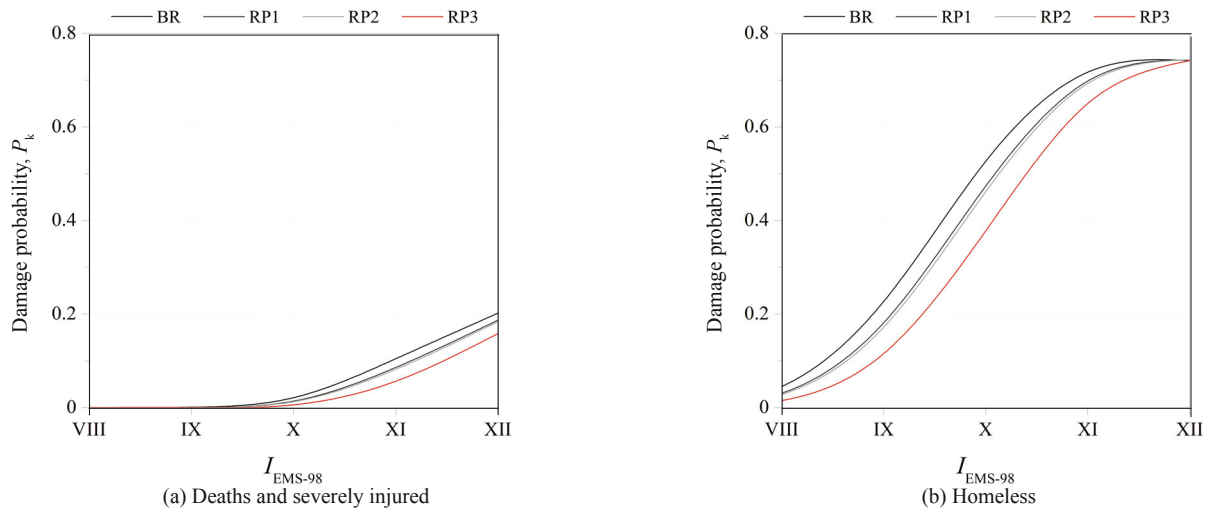 BR RP1 RP2 RP3
0.8
0.6
0.4
0.2
0
Damage probability, Pk
VIII IX X XI XII
IEMS-98
(a) Deaths and severely injured
BR RP1 RP2 RP3
0.8
0.6
0.4
0.2
0
Damage probability, Pk
VIII IX X XI XII
IEMS-98
(b) Homeless